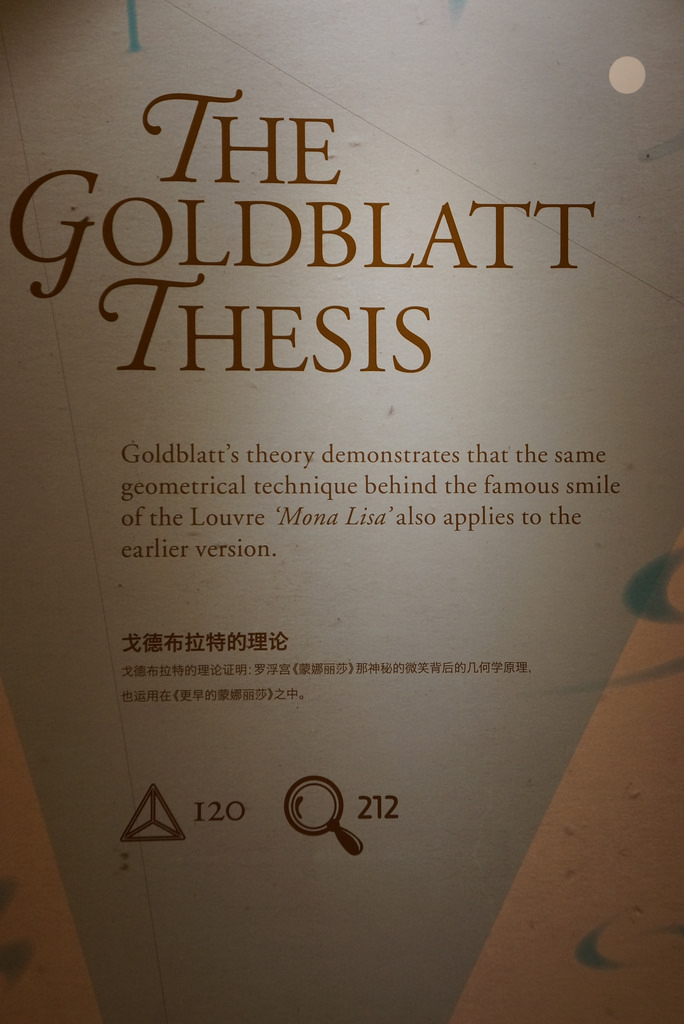 THE
GOLDBLATT
THESIS
Goldblatt’s theory demonstrates that the same
geometrical technique behind the famous smile
of the Louvre ‘Mona Lisa’ also applies to the
earlier version.
戈德布拉特的理论
戈德布拉特的理论证明：罗浮宫《蒙娜丽莎》那神秘的微笑背后的几何学原理，
也运用在《更早的蒙娜丽莎》之中。
120
212